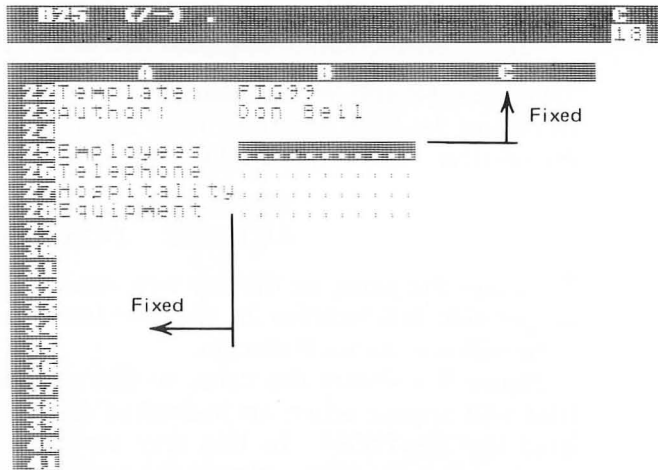 B25 (/-) . C
18
A B C
22 Template: FIG99
23 Author: Don Beil
Fixed
24
25 Employees
26 Telephone ...........
27 Hospitality ...........
28 Equipment ...........
29
30
31
Fixed